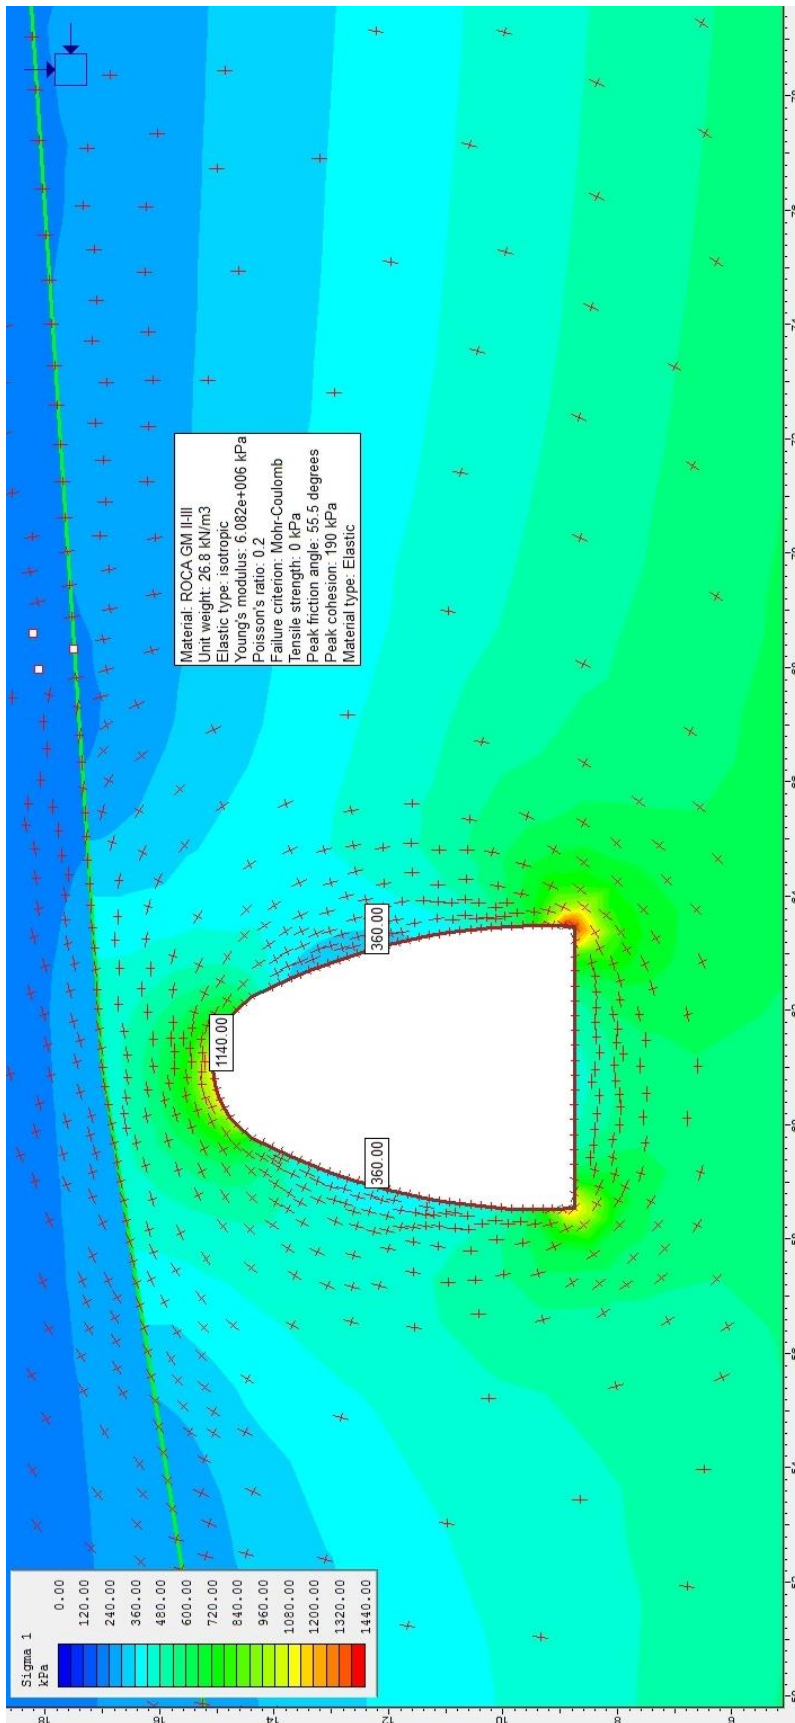 Sigma 1
kPa
0.00
120.00
240.00
360.00
480.00
600.00
720.00
840.00
960.00
1080.00
1200.00
1320.00
1440.00
Material: ROCA GM II-III
Unit weight: 26.8 kN/m3
Elastic type: isotropic
Young's modulus: 6.082e+006 kPa
Poisson's ratio: 0.2
Failure criterion: Mohr-Coulomb
Tensile strength: 0 kPa
Peak friction angle: 55.5 degrees
Peak cohesion: 190 kPa
Material type: Elastic
1140.00
360.00
360.00
18
16
14
12
10
8
6